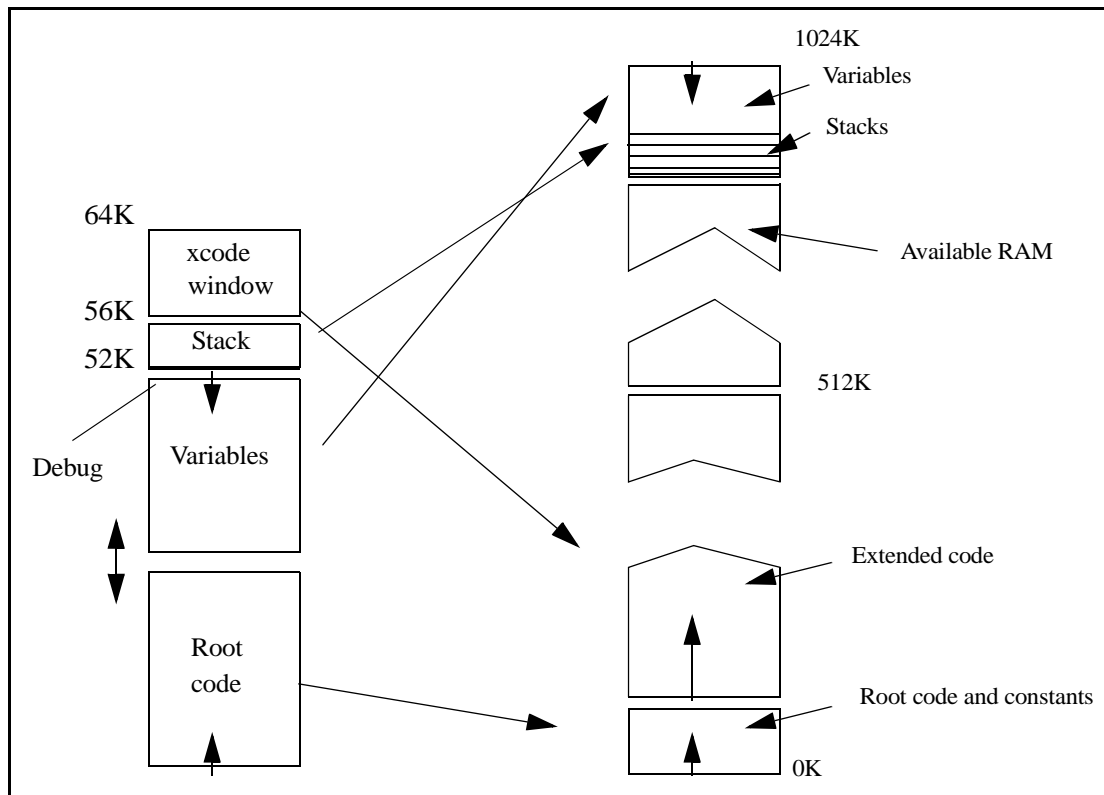 1024K
Variables
Stacks
64K
xcode
window
Available RAM
56K
Stack
52K
512K
Variables
Debug
Extended code
Root
code
Root code and constants
0K